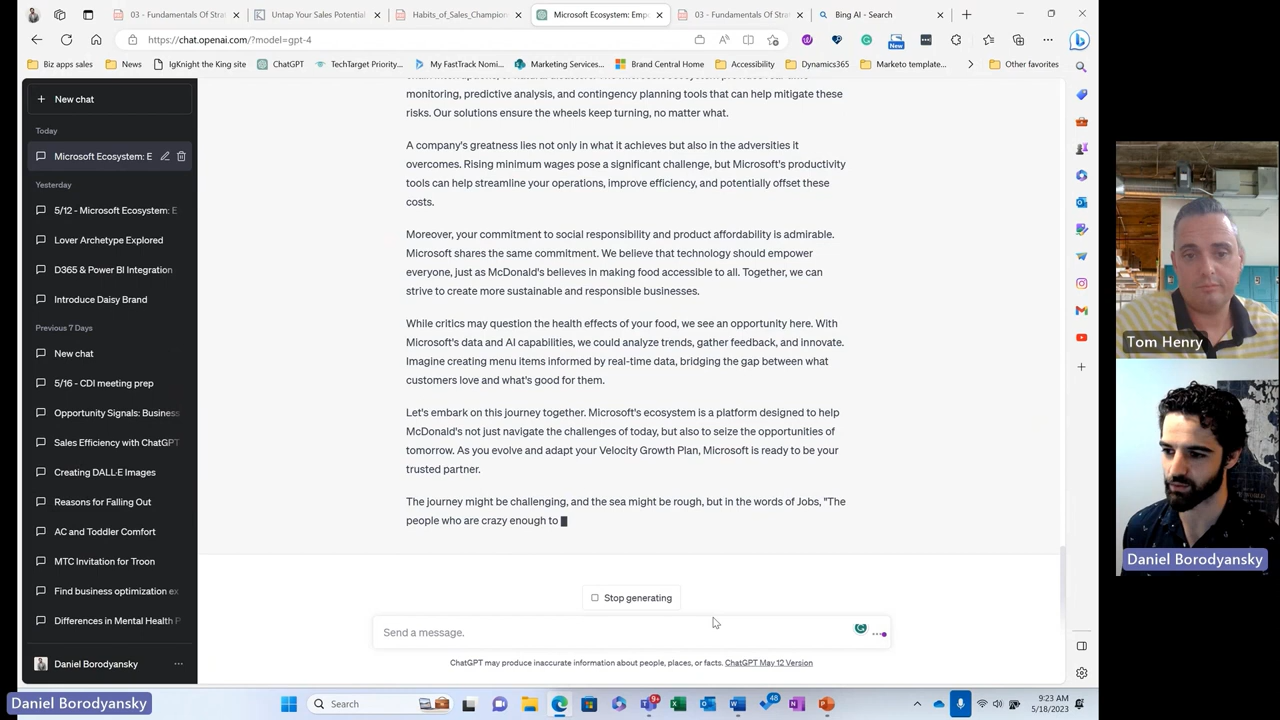 03 - Fundamentals Of Strat
Untap Your Sales Potential
Habits_of_Sales_Champion
Microsoft Ecosystem: Emp
03 - Fundamentals Of Strat
Bing AI - Search
https://chat.openai.com/?model=gpt-4
New
Biz apps sales
News
IgKnight the King site
ChatGPT
TechTarget Priority...
My FastTrack Nomi...
Marketing Services...
Brand Central Home
Accessibility
Dynamics365
Marketo template...
Other favorites
New chat
Today
Microsoft Ecosystem: E
Yesterday
5/12 - Microsoft Ecosystem: E
Lover Archetype Explored
D365 & Power BI Integration
Introduce Daisy Brand
Previous 7 Days
New chat
5/16 - CDI meeting prep
Opportunity Signals: Business
Sales Efficiency with ChatGPT
Creating DALL·E Images
Reasons for Falling Out
AC and Toddler Comfort
MTC Invitation for Troon
Find business optimization ex
Differences in Mental Health P
Daniel Borodyansky
monitoring, predictive analysis, and contingency planning tools that can help mitigate these
risks. Our solutions ensure the wheels keep turning, no matter what.
A company's greatness lies not only in what it achieves but also in the adversities it
overcomes. Rising minimum wages pose a significant challenge, but Microsoft's productivity
tools can help streamline your operations, improve efficiency, and potentially offset these
costs.
Moreover, your commitment to social responsibility and product affordability is admirable.
Microsoft shares the same commitment. We believe that technology should empower
everyone, just as McDonald's believes in making food accessible to all. Together, we can
strive to create more sustainable and responsible businesses.
While critics may question the health effects of your food, we see an opportunity here. With
Microsoft's data and AI capabilities, we could analyze trends, gather feedback, and innovate.
Imagine creating menu items informed by real-time data, bridging the gap between what
customers love and what's good for them.
Let's embark on this journey together. Microsoft's ecosystem is a platform designed to help
McDonald's not just navigate the challenges of today, but also to seize the opportunities of
tomorrow. As you evolve and adapt your Velocity Growth Plan, Microsoft is ready to be your
trusted partner.
The journey might be challenging, and the sea might be rough, but in the words of Jobs, "The
people who are crazy enough to
Stop generating
Send a message.
ChatGPT may produce inaccurate information about people, places, or facts. ChatGPT May 12 Version
Tom Henry
Daniel Borodyansky
Daniel Borodyansky
Search
9+
48
9:23 AM
5/18/2023